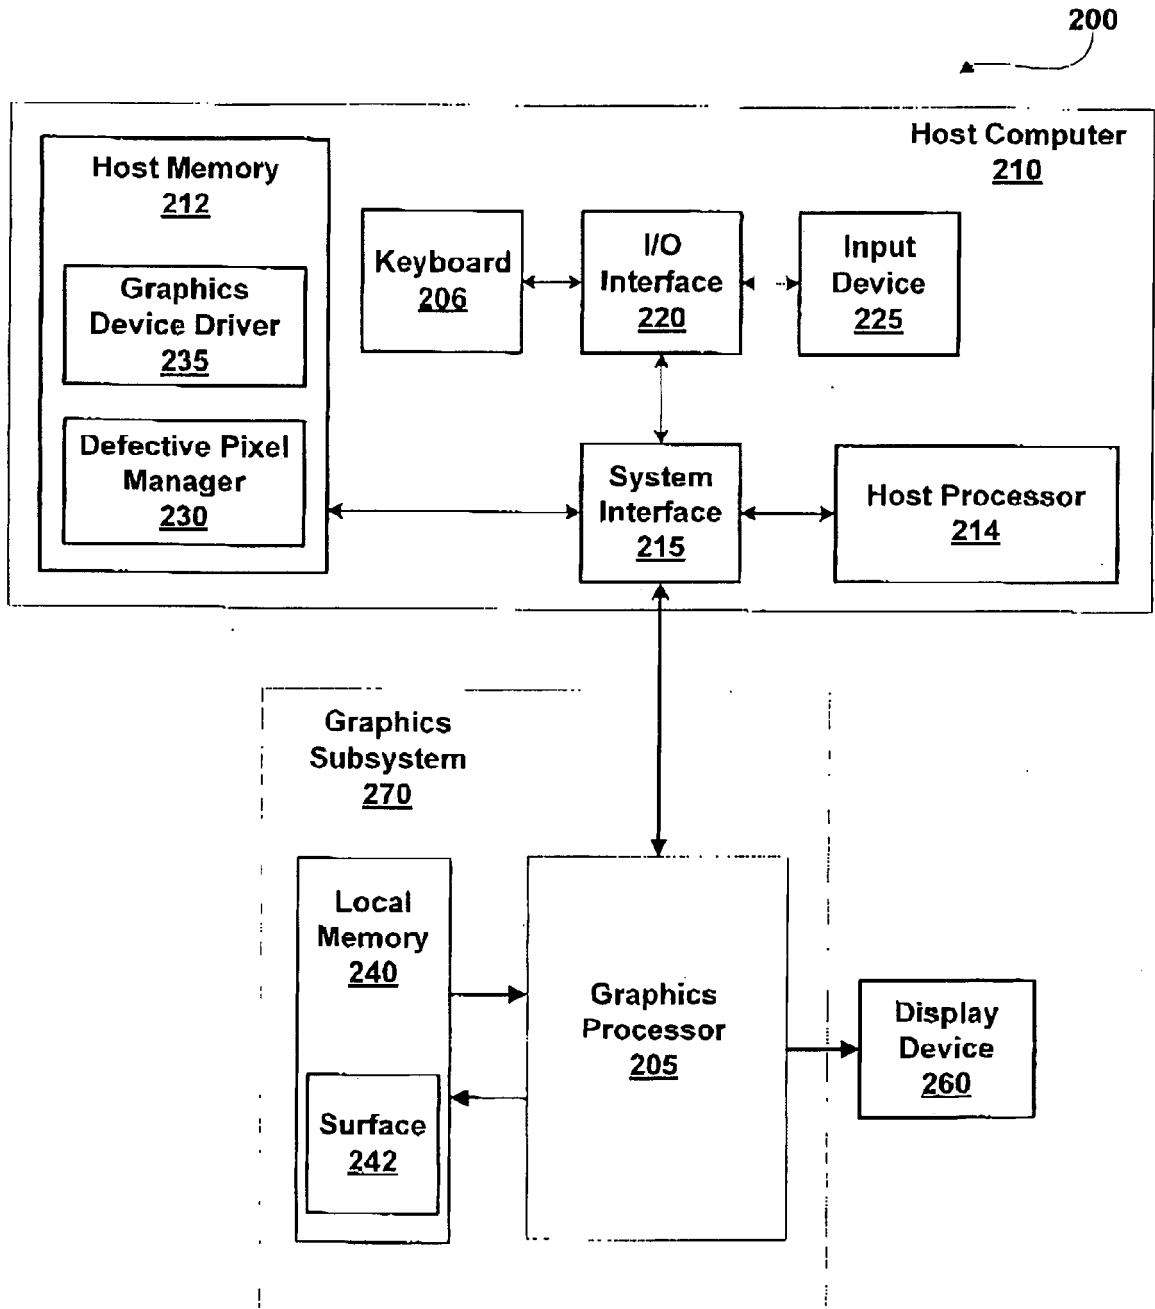 200
Host Computer
210
Host Memory
212
Graphics
Device Driver
235
Defective Pixel
Manager
230
Keyboard
206
I/O
Interface
220
Input
Device
225
System
Interface
215
Host Processor
214
Graphics
Subsystem
270
Local
Memory
240
Surface
242
Graphics
Processor
205
Display
Device
260